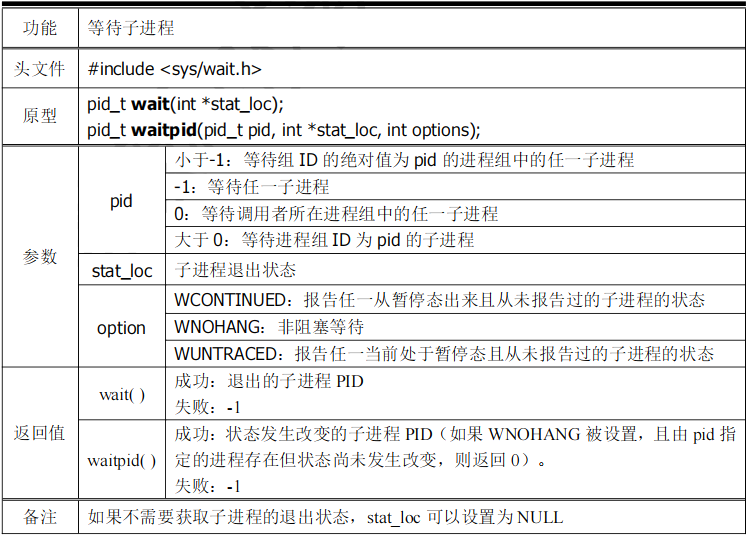 功能
等待子进程
头文件
#include <sys/wait.h>
原型
pid_t wait(int *stat_loc);
pid_t waitpid(pid_t pid, int *stat_loc, int options);
参数
pid
小于-1：等待组 ID 的绝对值为 pid 的进程组中的任一子进程
-1：等待任一子进程
0：等待调用者所在进程组中的任一子进程
大于 0：等待进程组 ID 为 pid 的子进程
stat_loc
子进程退出状态
option
WCONTINUED：报告任一从暂停态出来且从未报告过的子进程的状态
WNOHANG：非阻塞等待
WUNTRACED：报告任一当前处于暂停态且从未报告过的子进程的状态
返回值
wait( )
成功：退出的子进程 PID
失败：-1
waitpid( )
成功：状态发生改变的子进程 PID（如果 WNOHANG 被设置，且由 pid 指
定的进程存在但状态尚未发生改变，则返回 0）。
失败：-1
备注
如果不需要获取子进程的退出状态，stat_loc 可以设置为 NULL